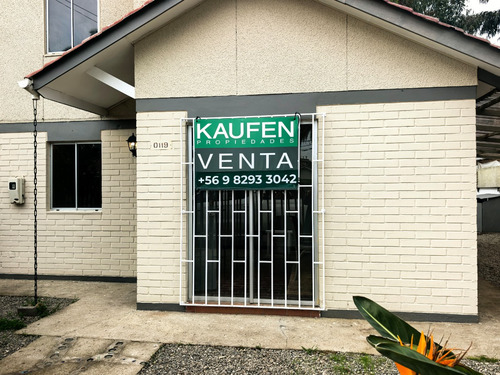 0119
KAUFEN
PROPIEDADES
VENTA
+56 9 8293 3042